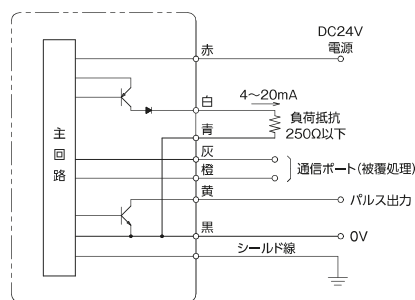 DC24V
電源
赤
白
4～20mA
負荷抵抗
250Ω以下
青
主回路
灰
橙
通信ポート(被覆処理)
黄
パルス出力
黒
0V
シールド線